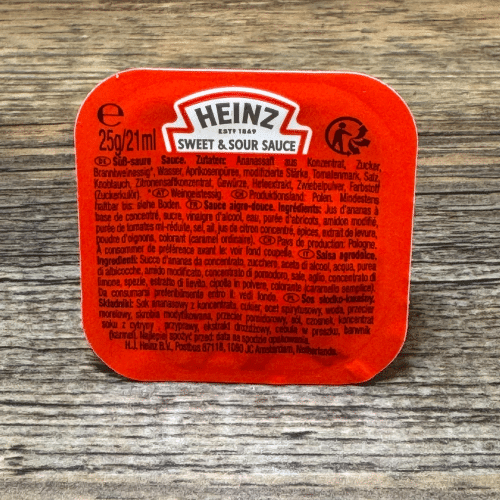 e
HEINZ
ESTD 1869
25g/21ml SWEET & SOUR SAUCE
Süß-saure Sauce. Zutaten: Ananassaft aus Konzentrat, Zucker,
Branntweinessig*, Wasser, Aprikosenpüree, modifizierte Stärke, Tomatenmark, Salz,
Knoblauch, Zitronensaftkonzentrat, Gewürze, Hefeextrakt, Zwiebelpulver, Farbstoff
(Zuckerkulör). *AT Weingeistessig. Produktionsland: Polen. Mindestens
haltbar bis: siehe Boden. FR Sauce aigre-douce. Ingrédients: Jus d'ananas à
base de concentré, sucre, vinaigre d'alcool, eau, purée d'abricots, amidon modifié,
purée de tomates mi-réduite, sel, ail, jus de citron concentré, épices, extrait de levure,
poudre d'oignons, colorant (caramel ordinaire). Pays de production: Pologne.
À consommer de préférence avant le: voir fond coupelle. IT Salsa agrodolce.
Ingredienti: Succo d'ananas da concentrato, zucchero, aceto di alcool, acqua, purea
di albicocche, amido modificato, concentrato di pomodoro, sale, aglio, concentrato di
limone, spezie, estratto di lievito, cipolla in polvere, colorante (caramello semplice).
Da consumarsi preferibilmente entro il: vedi fondo. PL Sos słodko-kwaśny.
Składniki: Sok ananasowy z koncentratu, cukier, ocet spirytusowy, woda, przecier
morelowy, skrobia modyfikowana, przecier pomidorowy, sól, czosnek, koncentrat
soku z cytryny, przyprawy, ekstrakt drożdżowy, cebula w proszku, barwnik
(karmel). Najlepiej spożyć przed: data na spodzie opakowania.
H.J. Heinz B.V., Postbus 57118, 1040 Amsterdam, Netherlands.